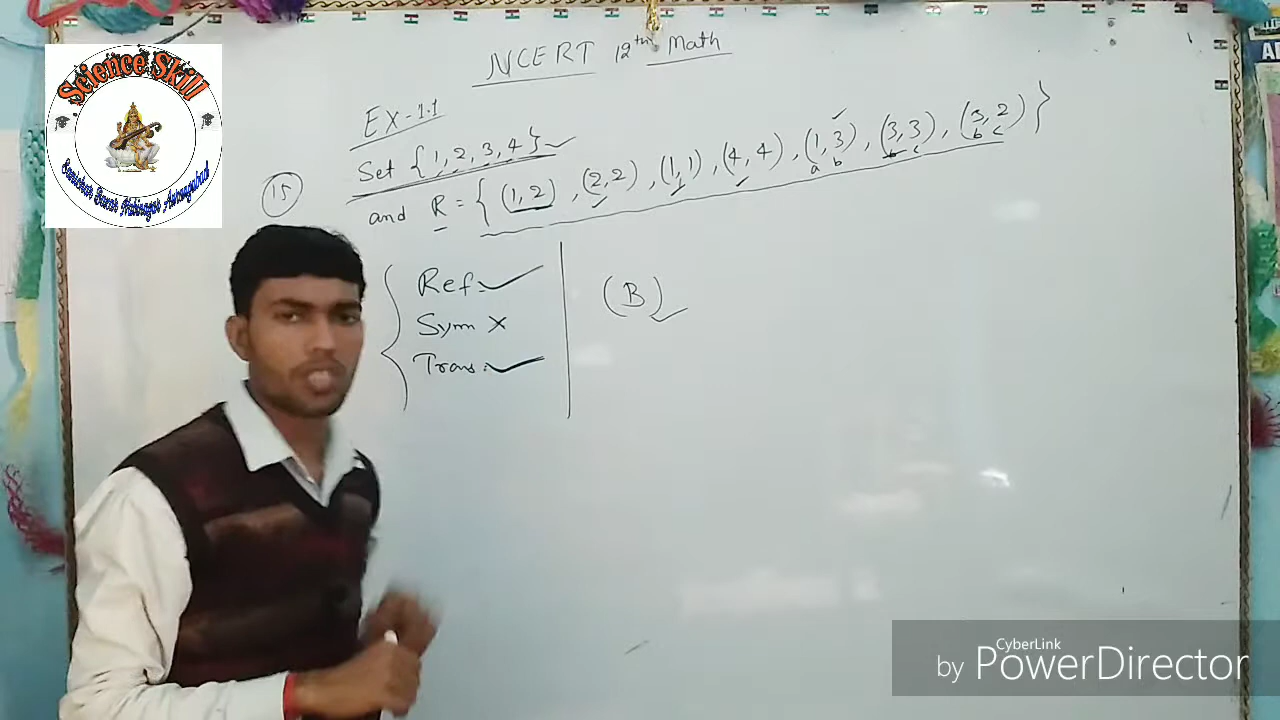 Science Skill
NCERT 12th Math
Ex-1.1
15 Set {1, 2, 3, 4}
and R = { (1, 2), (2, 2), (1, 1), (4, 4), (1, 3), (3, 3), (3, 2) }
a b b c b c
Ref. ✓
Sym ×
Trans. ✓
(B) ✓
CyberLink
by PowerDirector